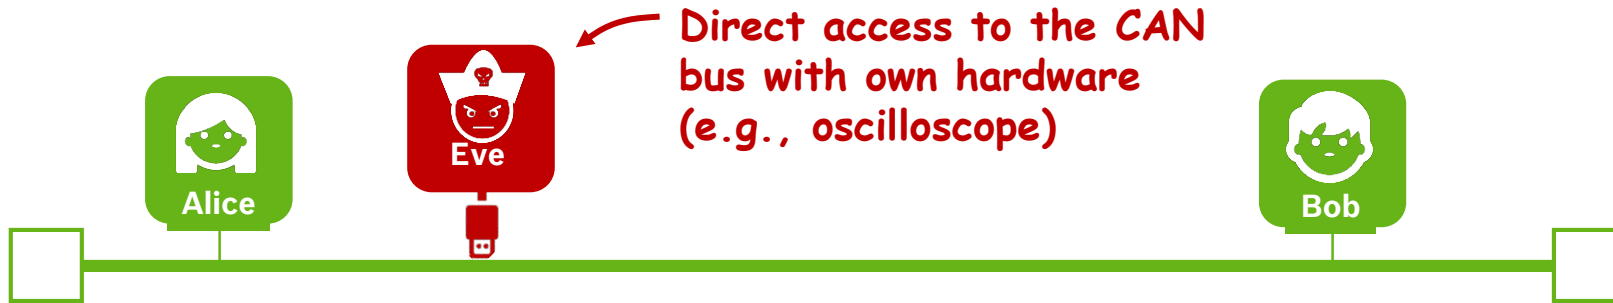 Direct access to the CAN
bus with own hardware
(e.g., oscilloscope)
Alice
Eve
Bob